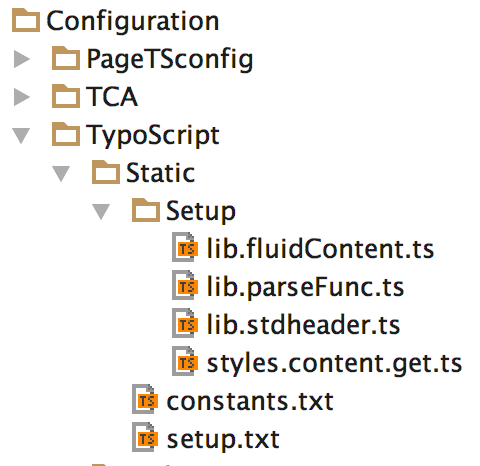 Configuration
PageTSconfig
TCA
TypoScript
Static
Setup
TS lib.fluidContent.ts
TS lib.parseFunc.ts
TS lib.stdheader.ts
TS styles.content.get.ts
TS constants.txt
TS setup.txt